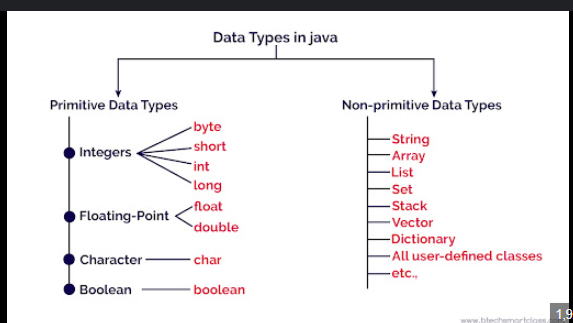 Data Types in java
Primitive Data Types
Integers
byte
short
int
long
Floating-Point
float
double
Character
char
Boolean
boolean
Non-primitive Data Types
String
Array
List
Set
Stack
Vector
Dictionary
All user-defined classes
etc.,
1,9